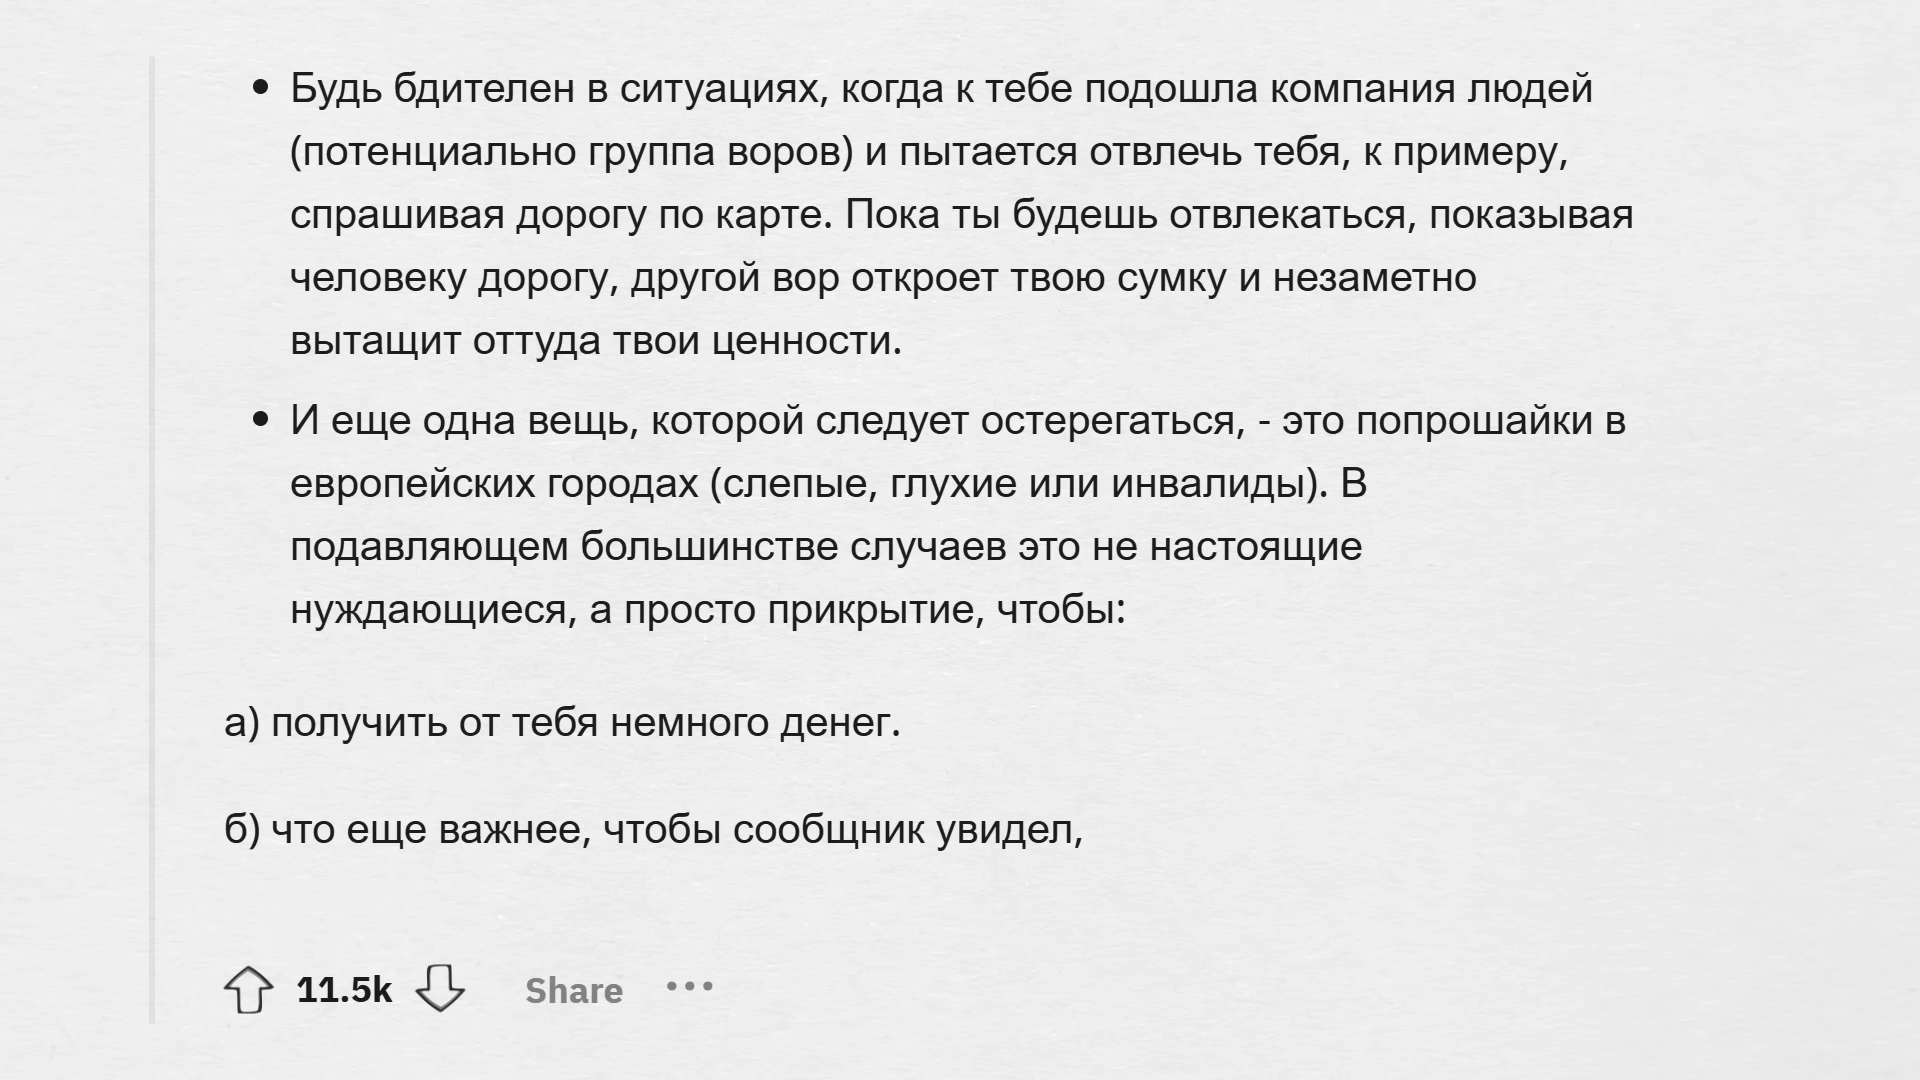 • Будь бдителен в ситуациях, когда к тебе подошла компания людей
(потенциально группа воров) и пытается отвлечь тебя, к примеру,
спрашивая дорогу по карте. Пока ты будешь отвлекаться, показывая
человеку дорогу, другой вор откроет твою сумку и незаметно
вытащит оттуда твои ценности.
• И еще одна вещь, которой следует остерегаться, - это попрошайки в
европейских городах (слепые, глухие или инвалиды). В
подавляющем большинстве случаев это не настоящие
нуждающиеся, а просто прикрытие, чтобы:
а) получить от тебя немного денег.
б) что еще важнее, чтобы сообщник увидел,
11.5k Share •••